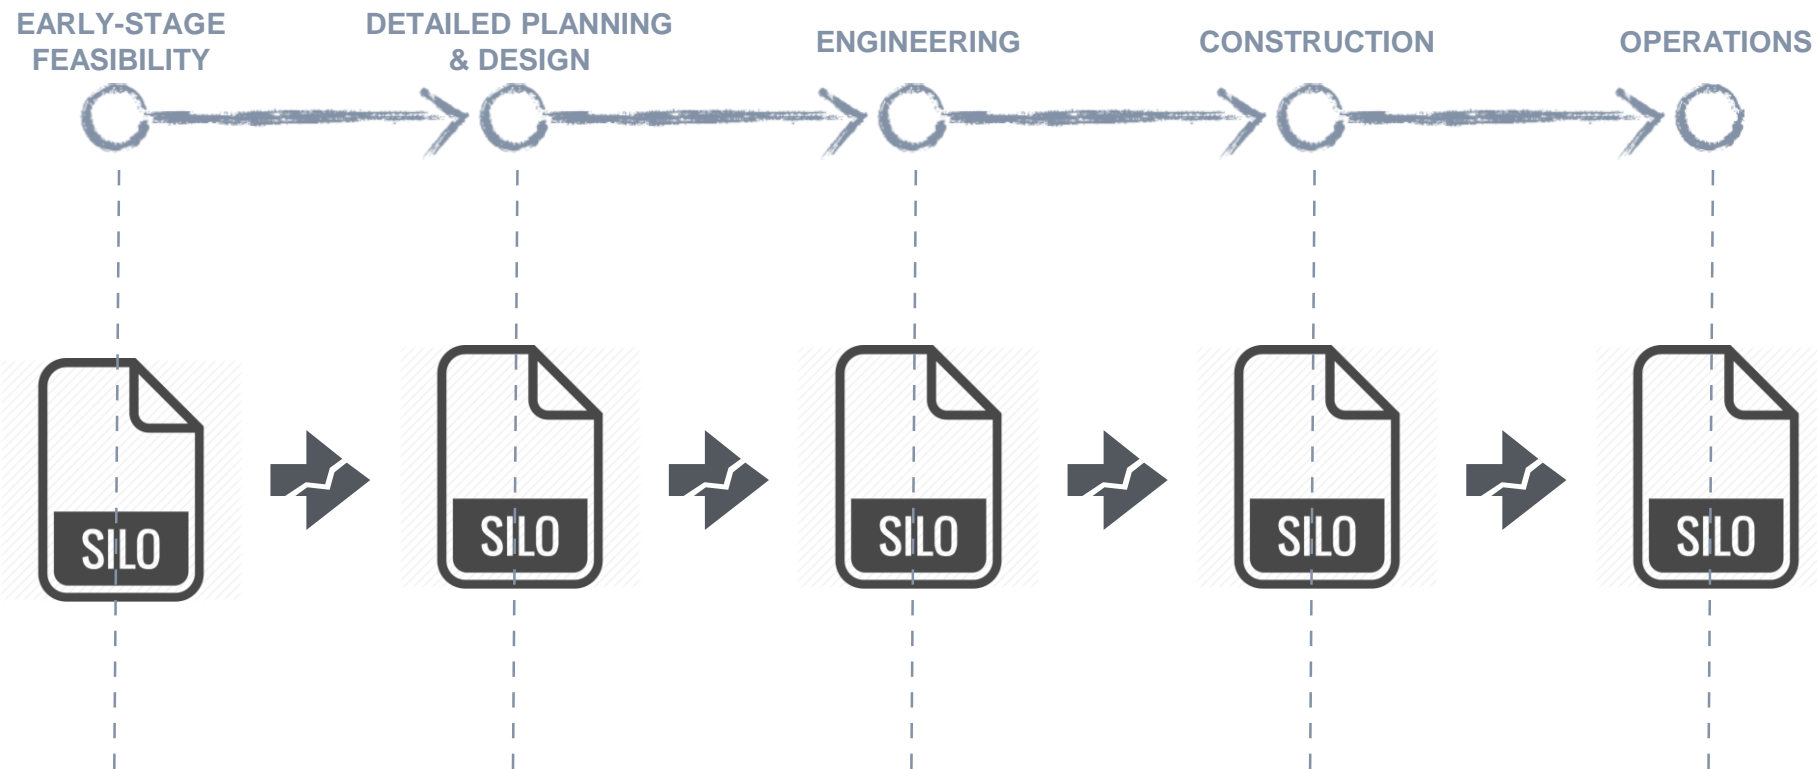 EARLY-STAGE
FEASIBILITY
DETAILED PLANNING
& DESIGN
ENGINEERING
CONSTRUCTION
OPERATIONS
SILO
SILO
SILO
SILO
SILO